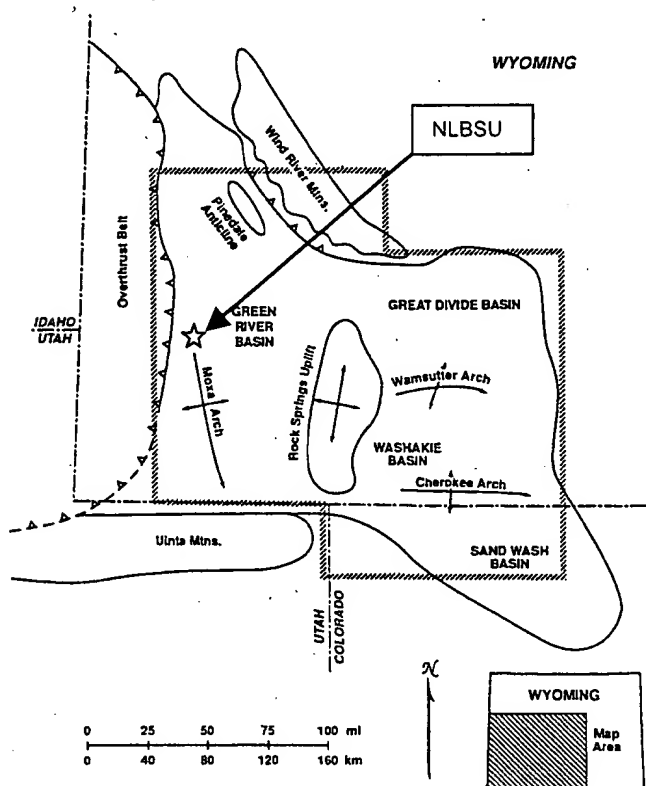 WYOMING
NLBSU
Wind River Mtns.
Pinedale
Anticline
Overthrust Belt
GREEN
RIVER
BASIN
GREAT DIVIDE BASIN
IDAHO
UTAH
Moxa Arch
Rock Springs Uplift
Wamsutter Arch
WASHAKIE
BASIN
Cherokee Arch
Uinta Mtns.
SAND WASH
BASIN
UTAH
COLORADO
N
WYOMING
Map
Area
0 25 50 75 100 mi
0 40 80 120 160 km